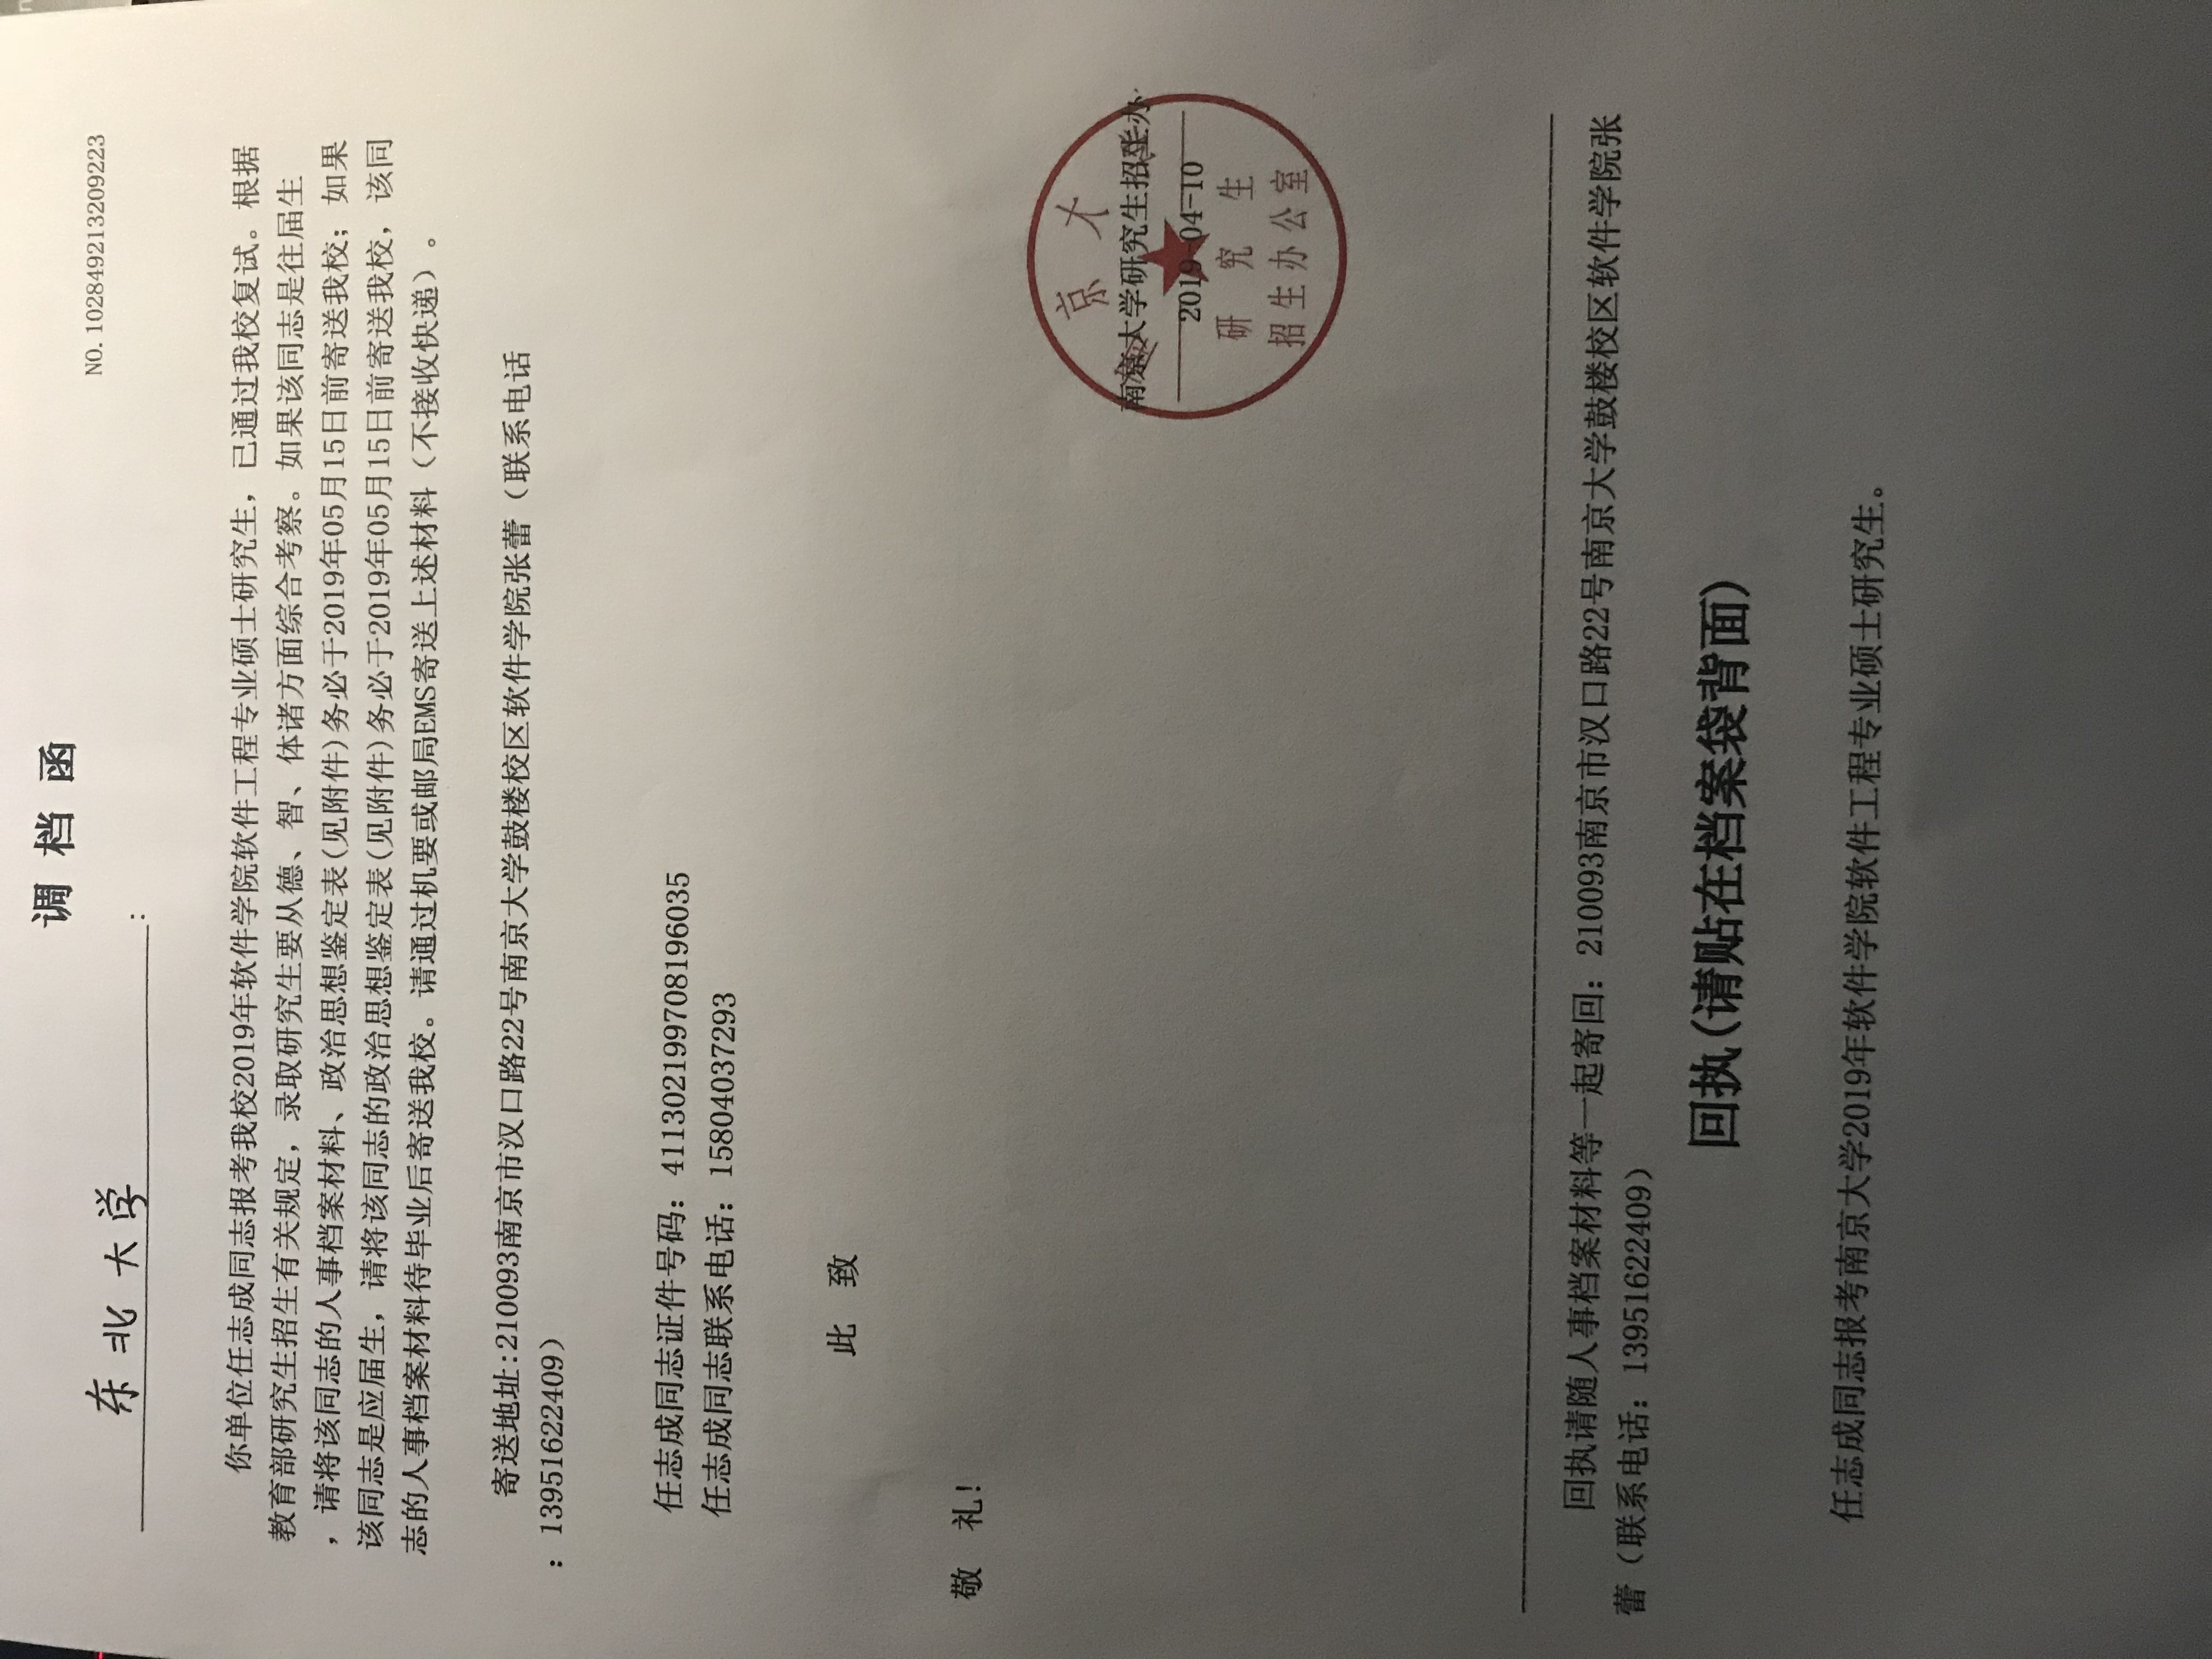 调 档 函
NO.102849213209223
东北大学:
你单位任志成同志报考我校2019年软件学院软件工程专业硕士研究生，已通过我校复试。根据
教育部研究生招生有关规定，录取研究生要从德、智、体诸方面综合考察。如果该同志是往届生
，请将该同志的人事档案材料、政治思想鉴定表(见附件)务必于2019年05月15日前寄送我校；如果
该同志是应届生，请将该同志的政治思想鉴定表(见附件)务必于2019年05月15日前寄送我校，该同
志的人事档案材料待毕业后寄送我校。请通过机要或邮局EMS寄送上述材料（不接收快递）。
寄送地址:210093南京市汉口路22号南京大学鼓楼校区软件学院张蕾（联系电话
：13951622409）
任志成同志证件号码：411302199708196035
任志成同志联系电话：15804037293
此 致
敬 礼!
南京大学研究生招生办
2019-04-10
京 大
研 究 生
招生办公室
回执请随人事档案材料等一起寄回：210093南京市汉口路22号南京大学鼓楼校区软件学院张
蕾（联系电话：13951622409）
回执(请贴在档案袋背面)
任志成同志报考南京大学2019年软件学院软件工程专业硕士研究生。